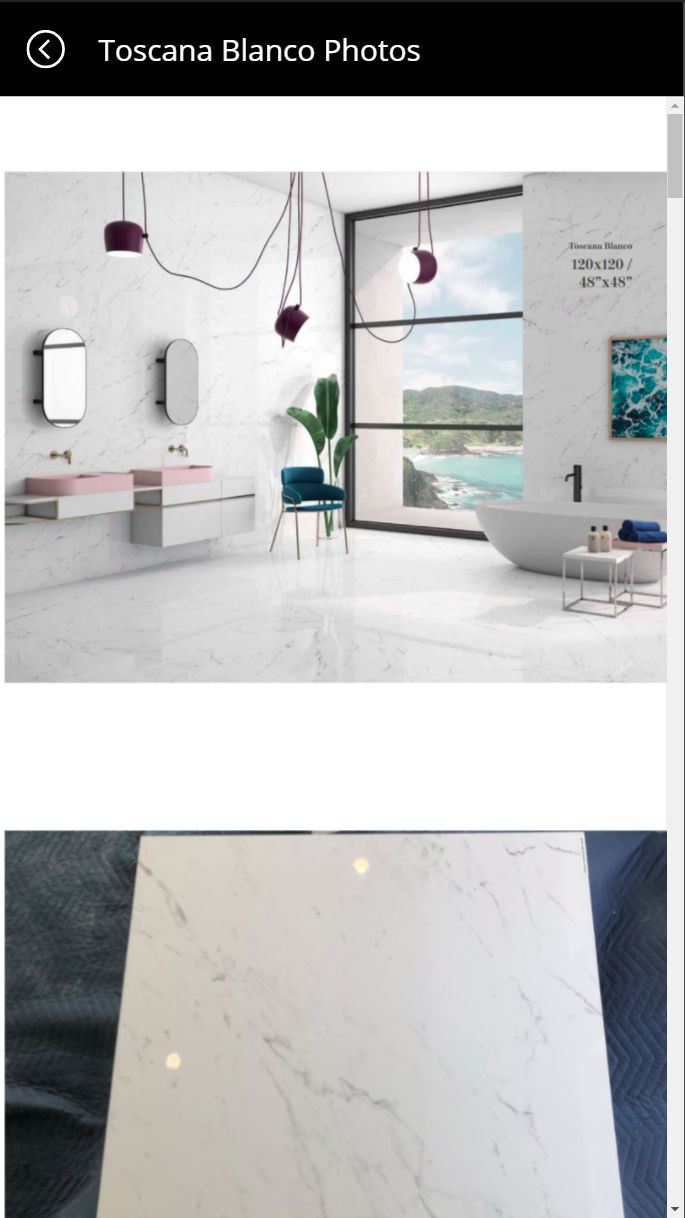 Toscana Blanco Photos
Toscana Blanco
120x120 /
48"x48"